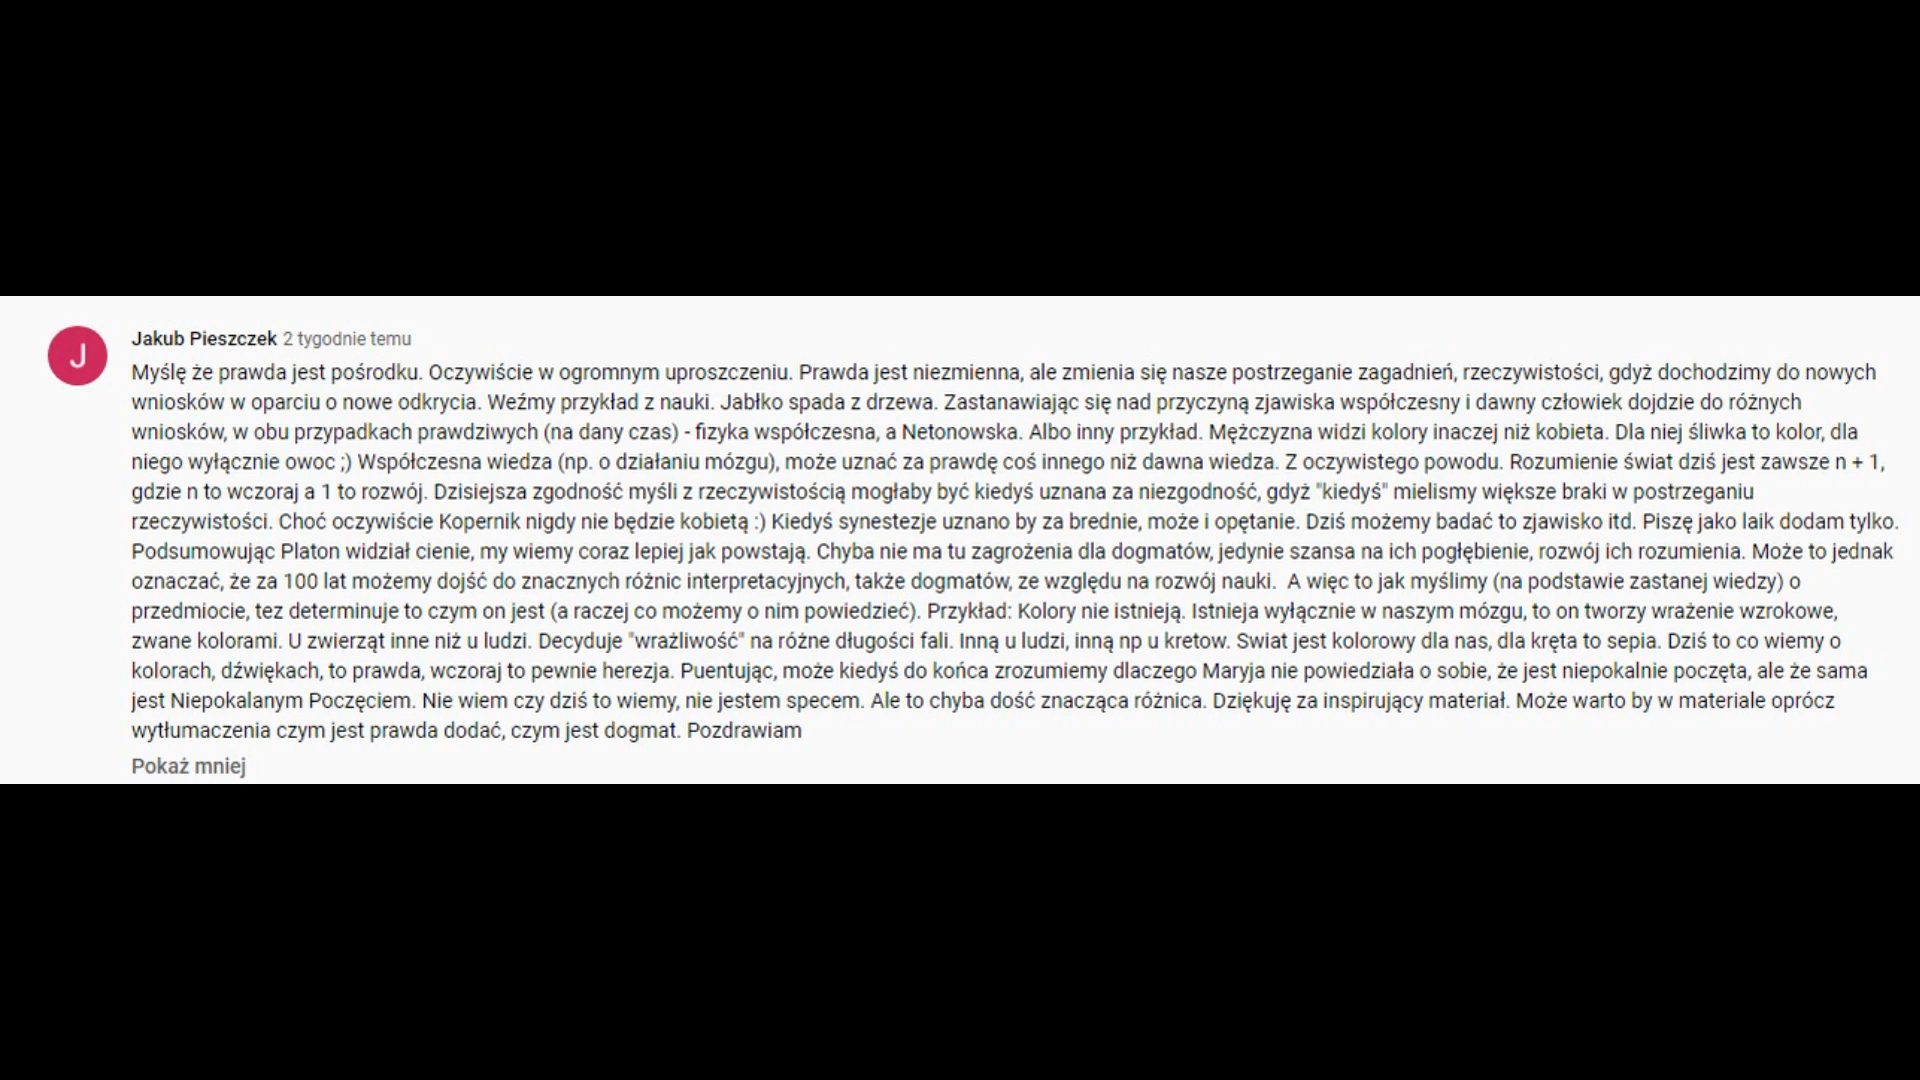 J
Jakub Pieszczek 2 tygodnie temu
Myślę że prawda jest pośrodku. Oczywiście w ogromnym uproszczeniu. Prawda jest niezmienna, ale zmienia się nasze postrzeganie zagadnień, rzeczywistości, gdyż dochodzimy do nowych
wniosków w oparciu o nowe odkrycia. Weźmy przykład z nauki. Jabłko spada z drzewa. Zastanawiając się nad przyczyną zjawiska współczesny i dawny człowiek dojdzie do różnych
wniosków, w obu przypadkach prawdziwych (na dany czas) - fizyka współczesna, a Netonowska. Albo inny przykład. Mężczyzna widzi kolory inaczej niż kobieta. Dla niej śliwka to kolor, dla
niego wyłącznie owoc ;) Współczesna wiedza (np. o działaniu mózgu), może uznać za prawdę coś innego niż dawna wiedza. Z oczywistego powodu. Rozumienie świat dziś jest zawsze n + 1,
gdzie n to wczoraj a 1 to rozwój. Dzisiejsza zgodność myśli z rzeczywistością mogłaby być kiedyś uznana za niezgodność, gdyż "kiedyś" mielismy większe braki w postrzeganiu
rzeczywistości. Choć oczywiście Kopernik nigdy nie będzie kobietą :) Kiedyś synestezje uznano by za brednie, może i opętanie. Dziś możemy badać to zjawisko itd. Piszę jako laik dodam tylko.
Podsumowując Platon widział cienie, my wiemy coraz lepiej jak powstają. Chyba nie ma tu zagrożenia dla dogmatów, jedynie szansa na ich pogłębienie, rozwój ich rozumienia. Może to jednak
oznaczać, że za 100 lat możemy dojść do znacznych różnic interpretacyjnych, także dogmatów, ze względu na rozwój nauki.  A więc to jak myślimy (na podstawie zastanej wiedzy) o
przedmiocie, tez determinuje to czym on jest (a raczej co możemy o nim powiedzieć). Przykład: Kolory nie istnieją. Istnieja wyłącznie w naszym mózgu, to on tworzy wrażenie wzrokowe,
zwane kolorami. U zwierząt inne niż u ludzi. Decyduje "wrażliwość" na różne długości fali. Inną u ludzi, inną np u kretow. Swiat jest kolorowy dla nas, dla kręta to sepia. Dziś to co wiemy o
kolorach, dźwiękach, to prawda, wczoraj to pewnie herezja. Puentując, może kiedyś do końca zrozumiemy dlaczego Maryja nie powiedziała o sobie, że jest niepokalnie poczęta, ale że sama
jest Niepokalanym Poczęciem. Nie wiem czy dziś to wiemy, nie jestem specem. Ale to chyba dość znacząca różnica. Dziękuję za inspirujący materiał. Może warto by w materiale oprócz
wytłumaczenia czym jest prawda dodać, czym jest dogmat. Pozdrawiam
Pokaż mniej